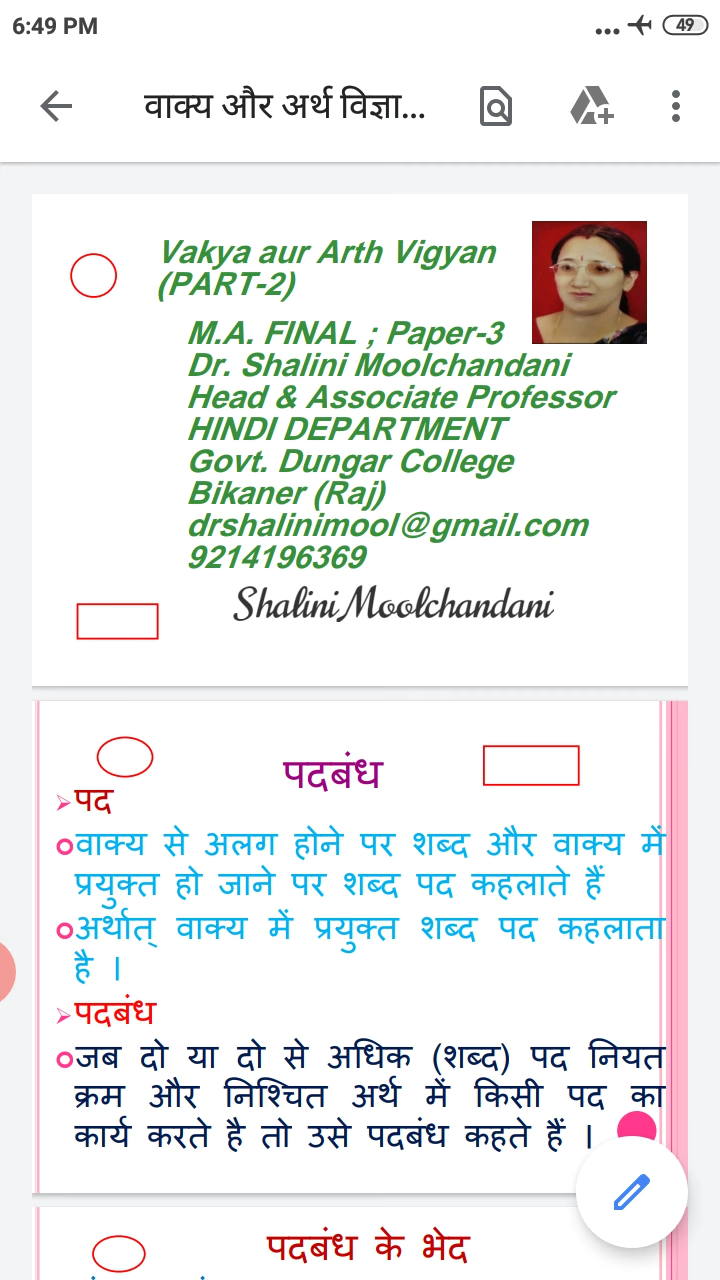 6:49 PM
49
वाक्य और अर्थ विज्ञा...
Vakya aur Arth Vigyan
(PART-2)
M.A. FINAL ; Paper-3
Dr. Shalini Moolchandani
Head & Associate Professor
HINDI DEPARTMENT
Govt. Dungar College
Bikaner (Raj)
drshalinimool@gmail.com
9214196369
Shalini Moolchandani
पदबंध
पद
वाक्य से अलग होने पर शब्द और वाक्य में
प्रयुक्त हो जाने पर शब्द पद कहलाते हैं
अर्थात् वाक्य में प्रयुक्त शब्द पद कहलाता
है ।
पदबंध
जब दो या दो से अधिक (शब्द) पद नियत
क्रम और निश्चित अर्थ में किसी पद का
कार्य करते है तो उसे पदबंध कहते हैं ।
पदबंध के भेद